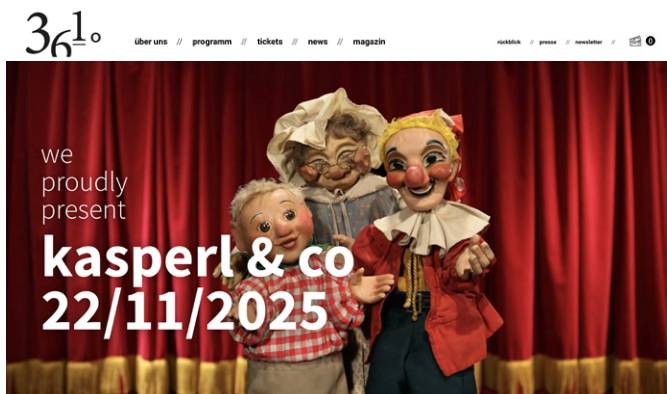 361°
über uns // programm // tickets // news // magazin
rückblick // presse // newsletter // 0
we
proudly
present
kasperl & co
22/11/2025